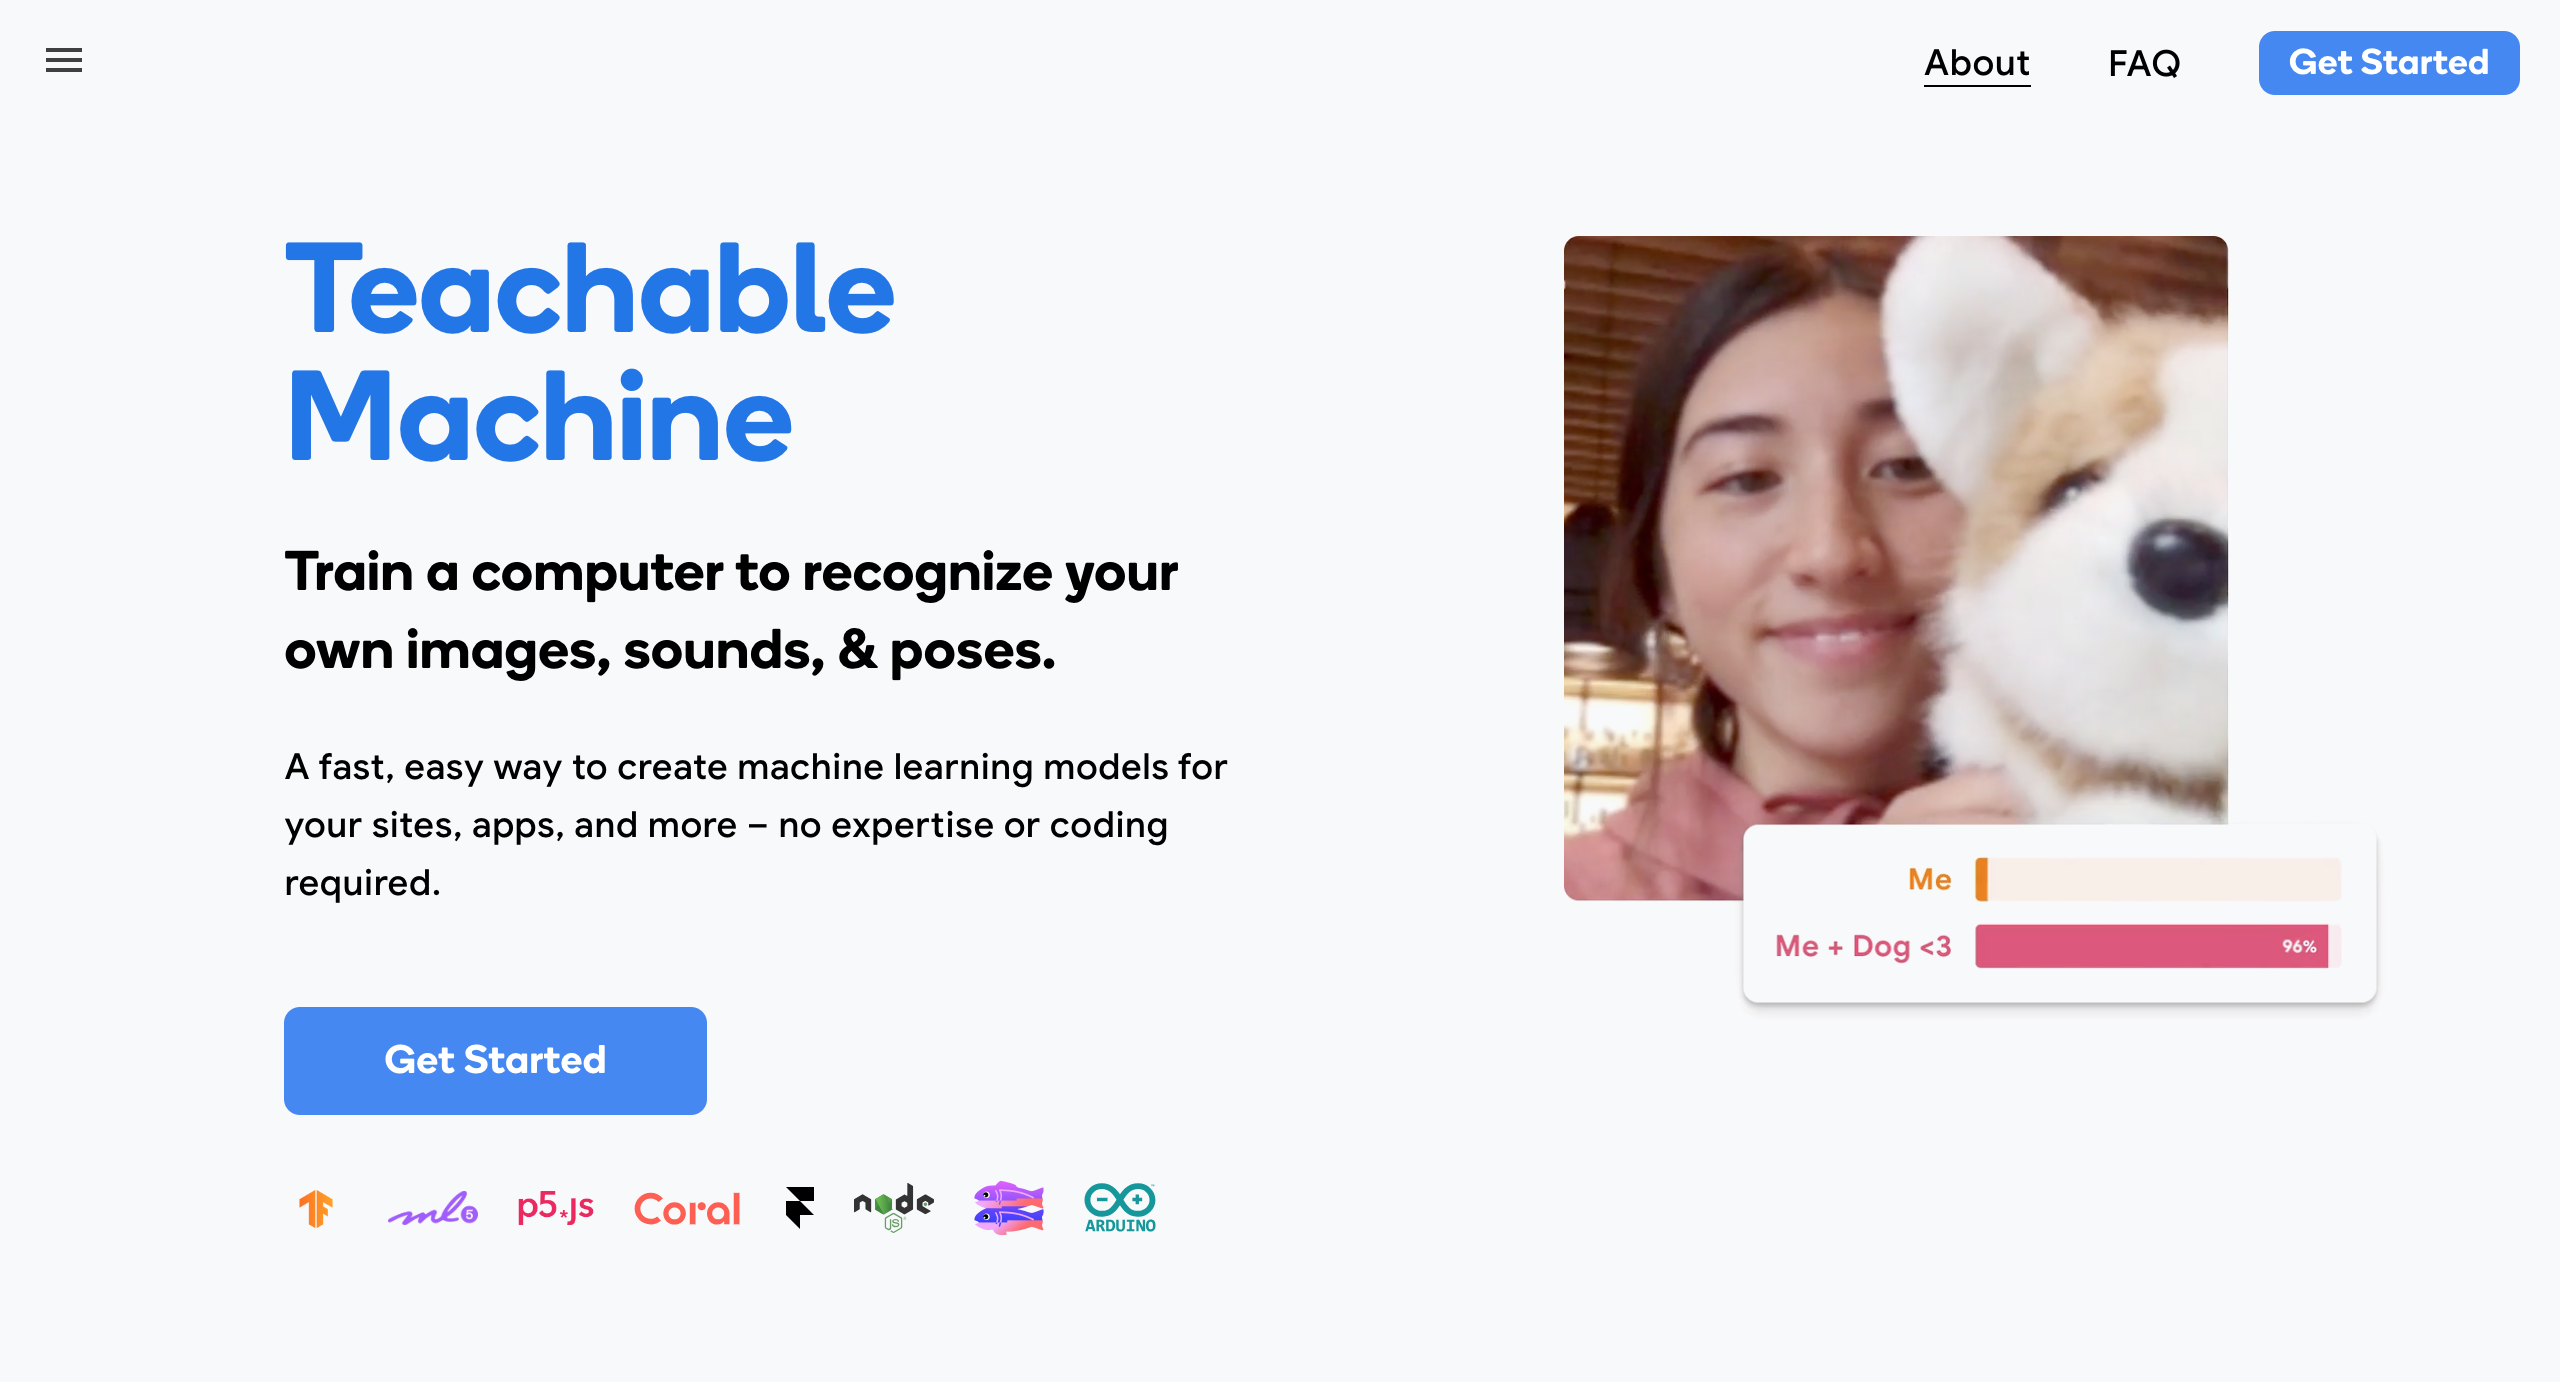 About
FAQ
Get Started
Teachable
Machine
Train a computer to recognize your
own images, sounds, & poses.
A fast, easy way to create machine learning models for
your sites, apps, and more – no expertise or coding
required.
Me
Me + Dog <3
96%
Get Started
ml5
p5*js
Coral
node
JS
ARDUINO